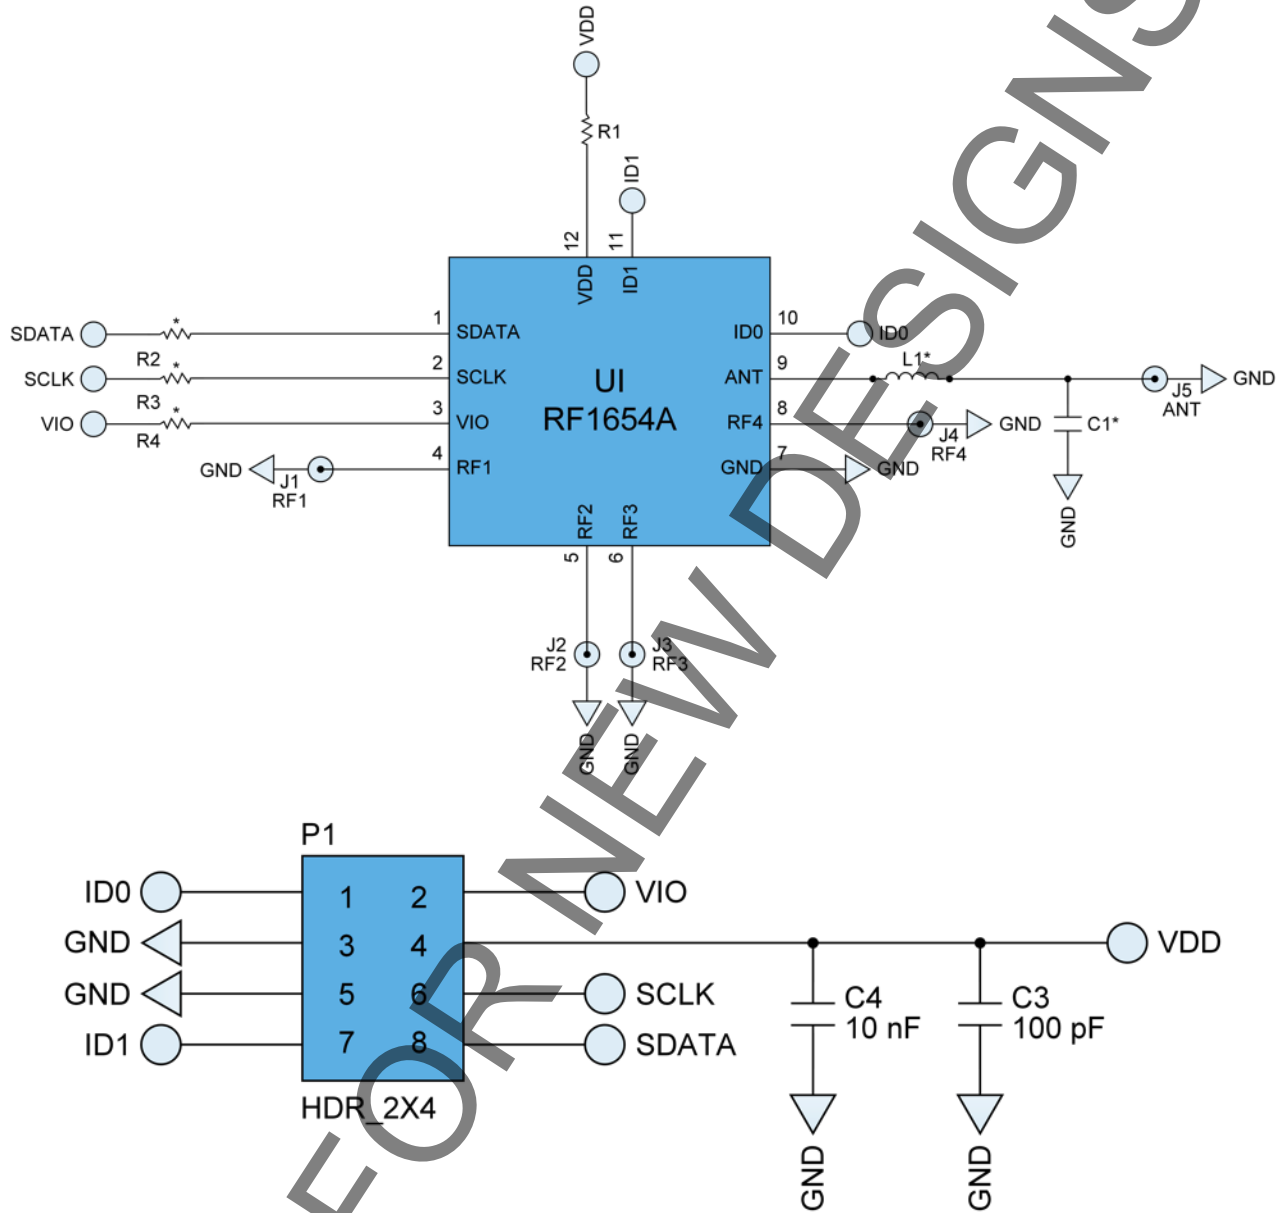 VDD
R1
ID1
12
11
VDD
ID1
SDATA
*
1
SDATA
ID0
10
ID0
R2
SCLK
*
2
SCLK
UI
RF1654A
ANT
9
L1*
J5
ANT
GND
R3
VIO
*
3
VIO
RF4
8
J4
RF4
GND
C1*
R4
GND
J1
RF1
4
RF1
GND
7
GND
GND
RF2
RF3
5
6
J2
RF2
J3
RF3
GND
GND
P1
ID0
1
2
VIO
GND
3
4
VDD
GND
5
6
SCLK
C4
10 nF
C3
100 pF
ID1
7
8
SDATA
HDR_2X4
GND
GND
FOR NEW DESIGNS